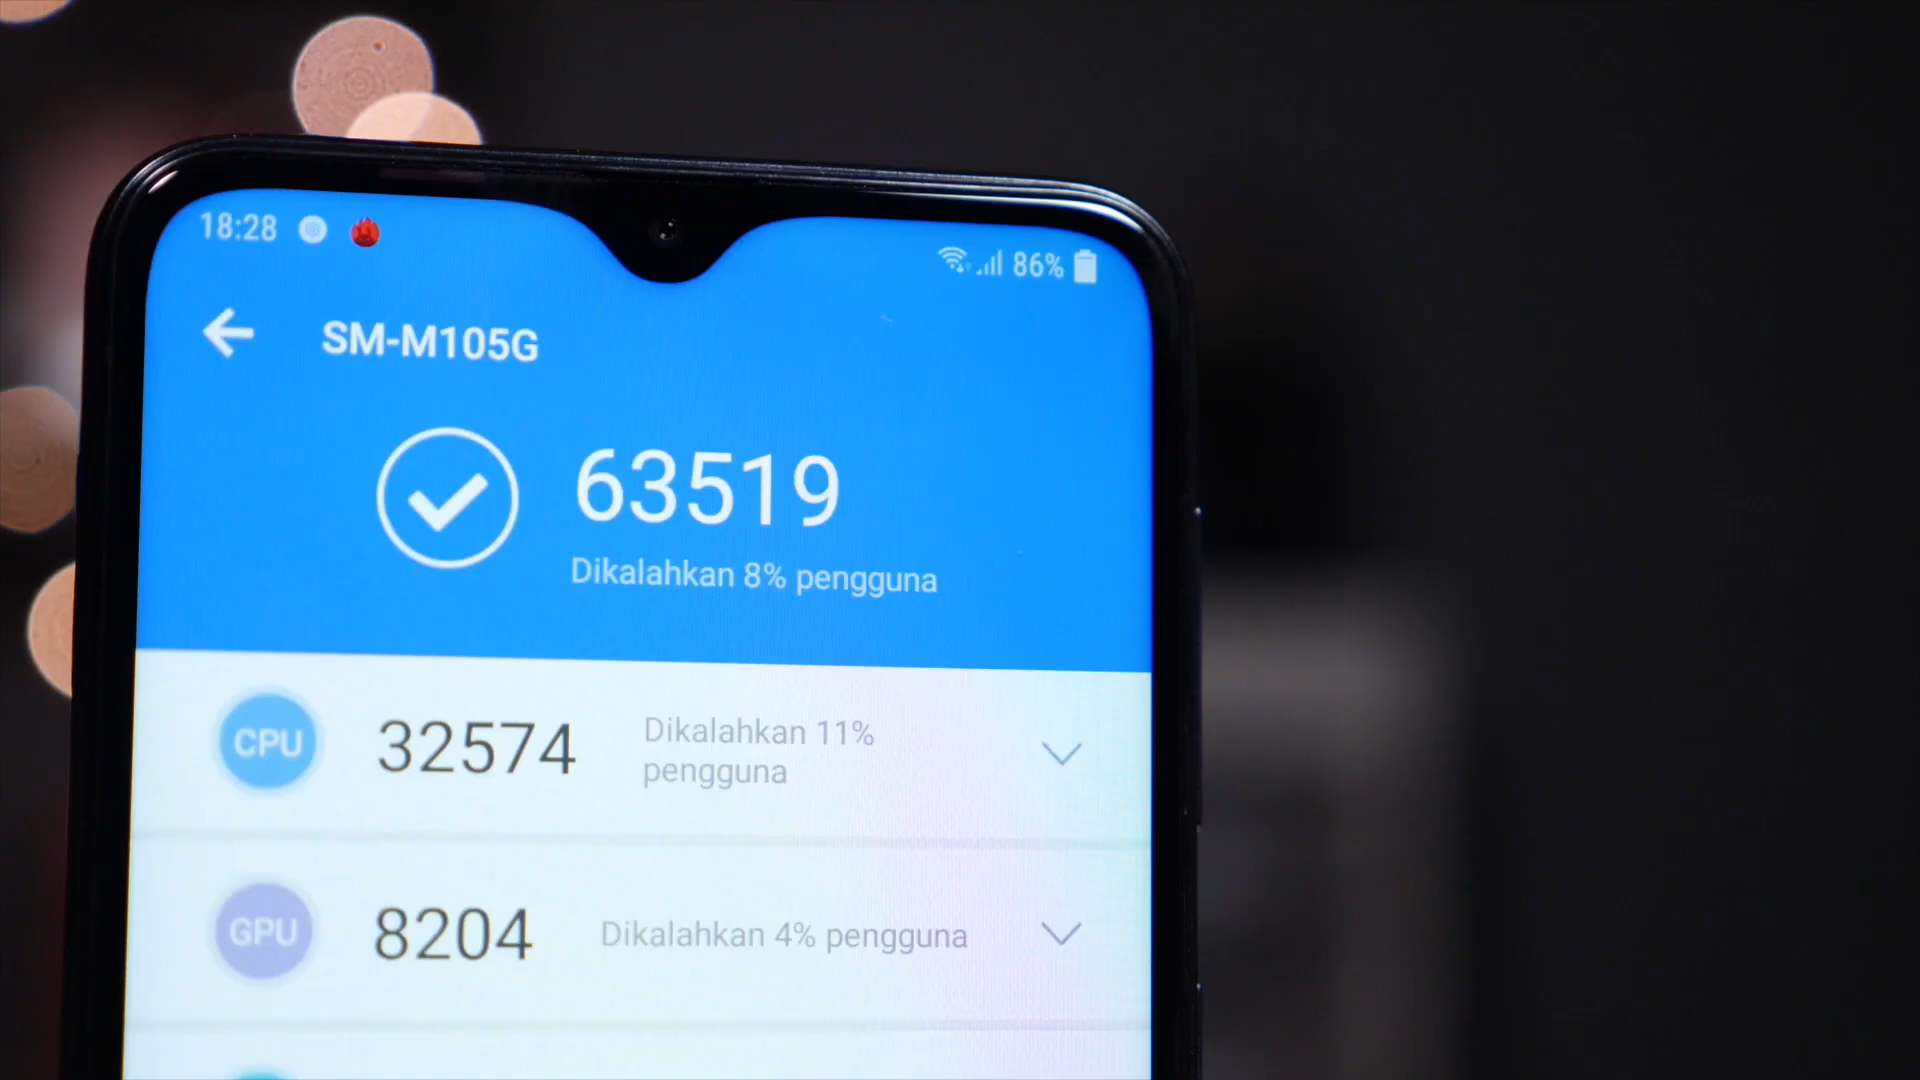 18:28
86%
SM-M105G
63519
Dikalahkan 8% pengguna
CPU
32574
Dikalahkan 11%
pengguna
GPU
8204
Dikalahkan 4% pengguna